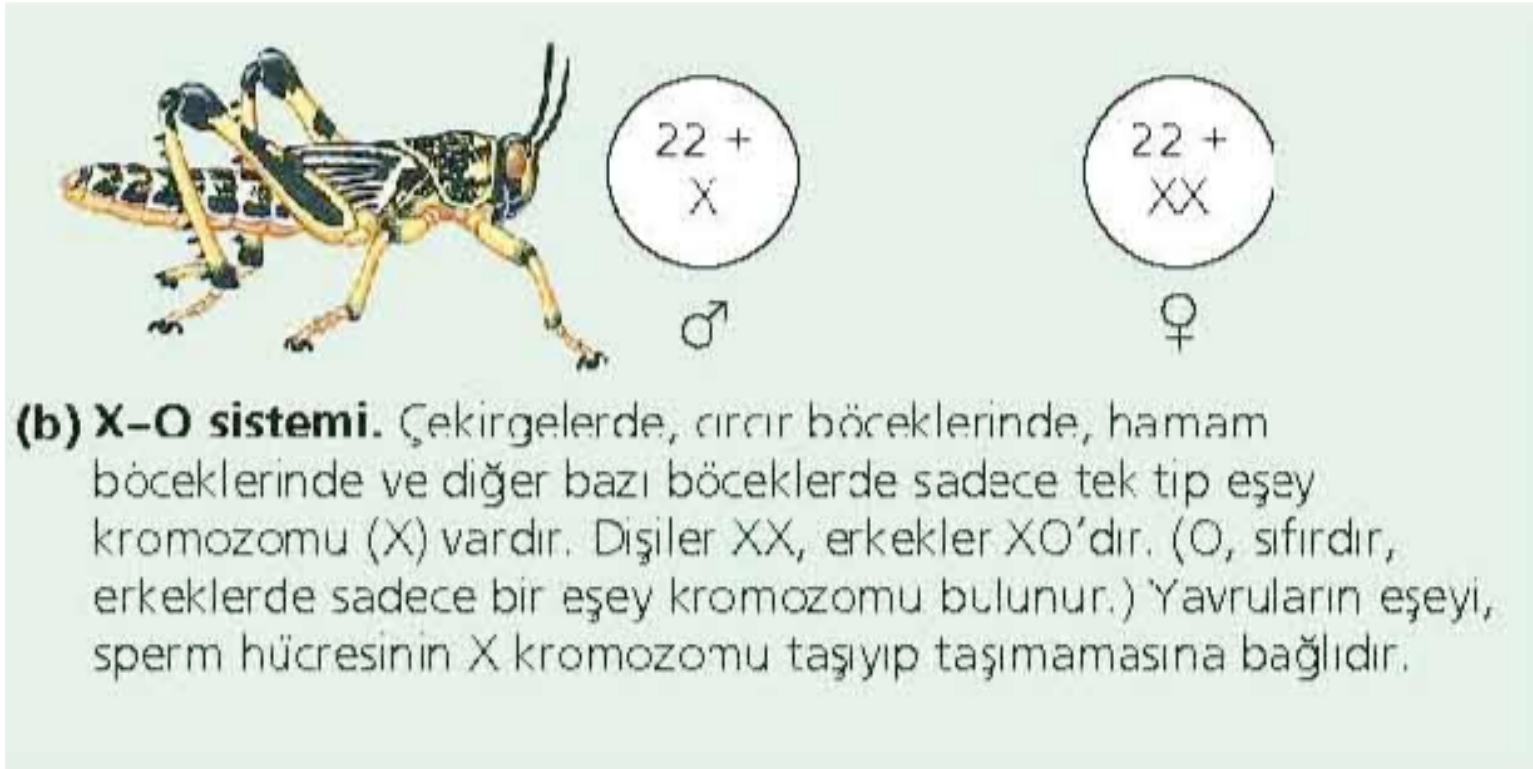 22 +
X
22 +
XX
♂
♀
(b) X–O sistemi. Çekirgelerde, cırcır böceklerinde, hamam
böceklerinde ve diğer bazı böceklerde sadece tek tip eşey
kromozomu (X) vardır. Dişiler XX, erkekler XO'dır. (O, sıfırdır,
erkeklerde sadece bir eşey kromozomu bulunur.) Yavruların eşeyi,
sperm hücresinin X kromozomu taşıyıp taşımamasına bağlıdır.